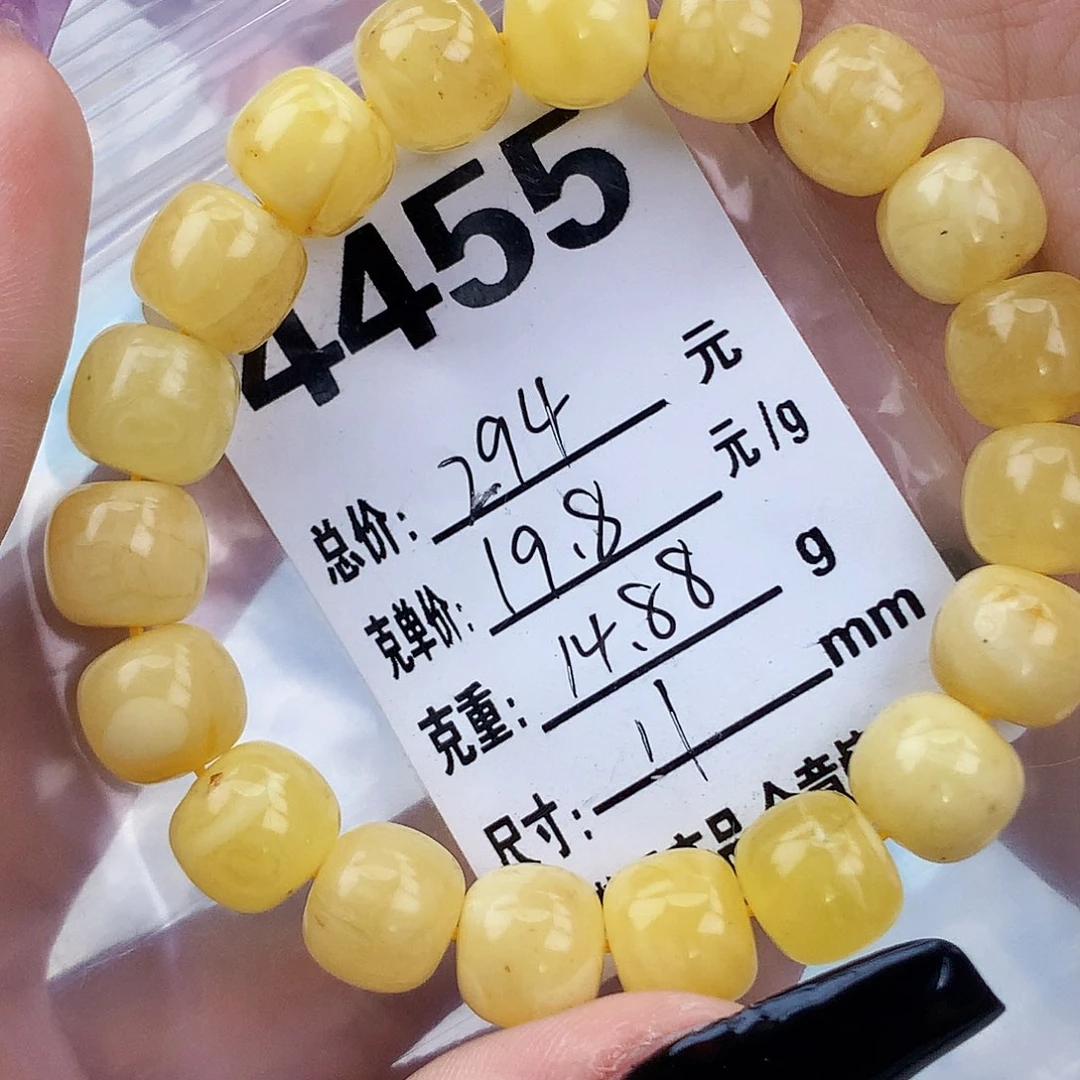 4455
总价: 294 元
克单价: 19.8 元/g
克重: 14.88 g
尺寸: 11 mm